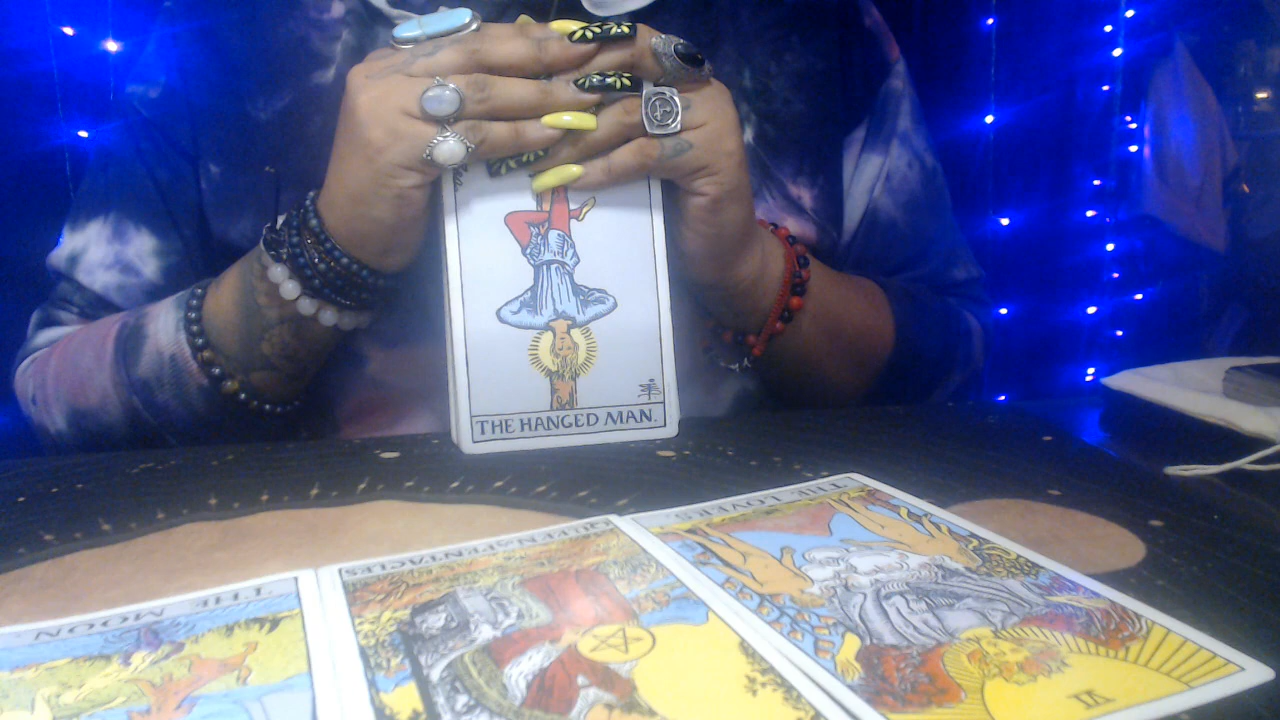 THE HANGED MAN.
THE MOON.
QUEEN of PENTACLES
THE LOVERS.
VI